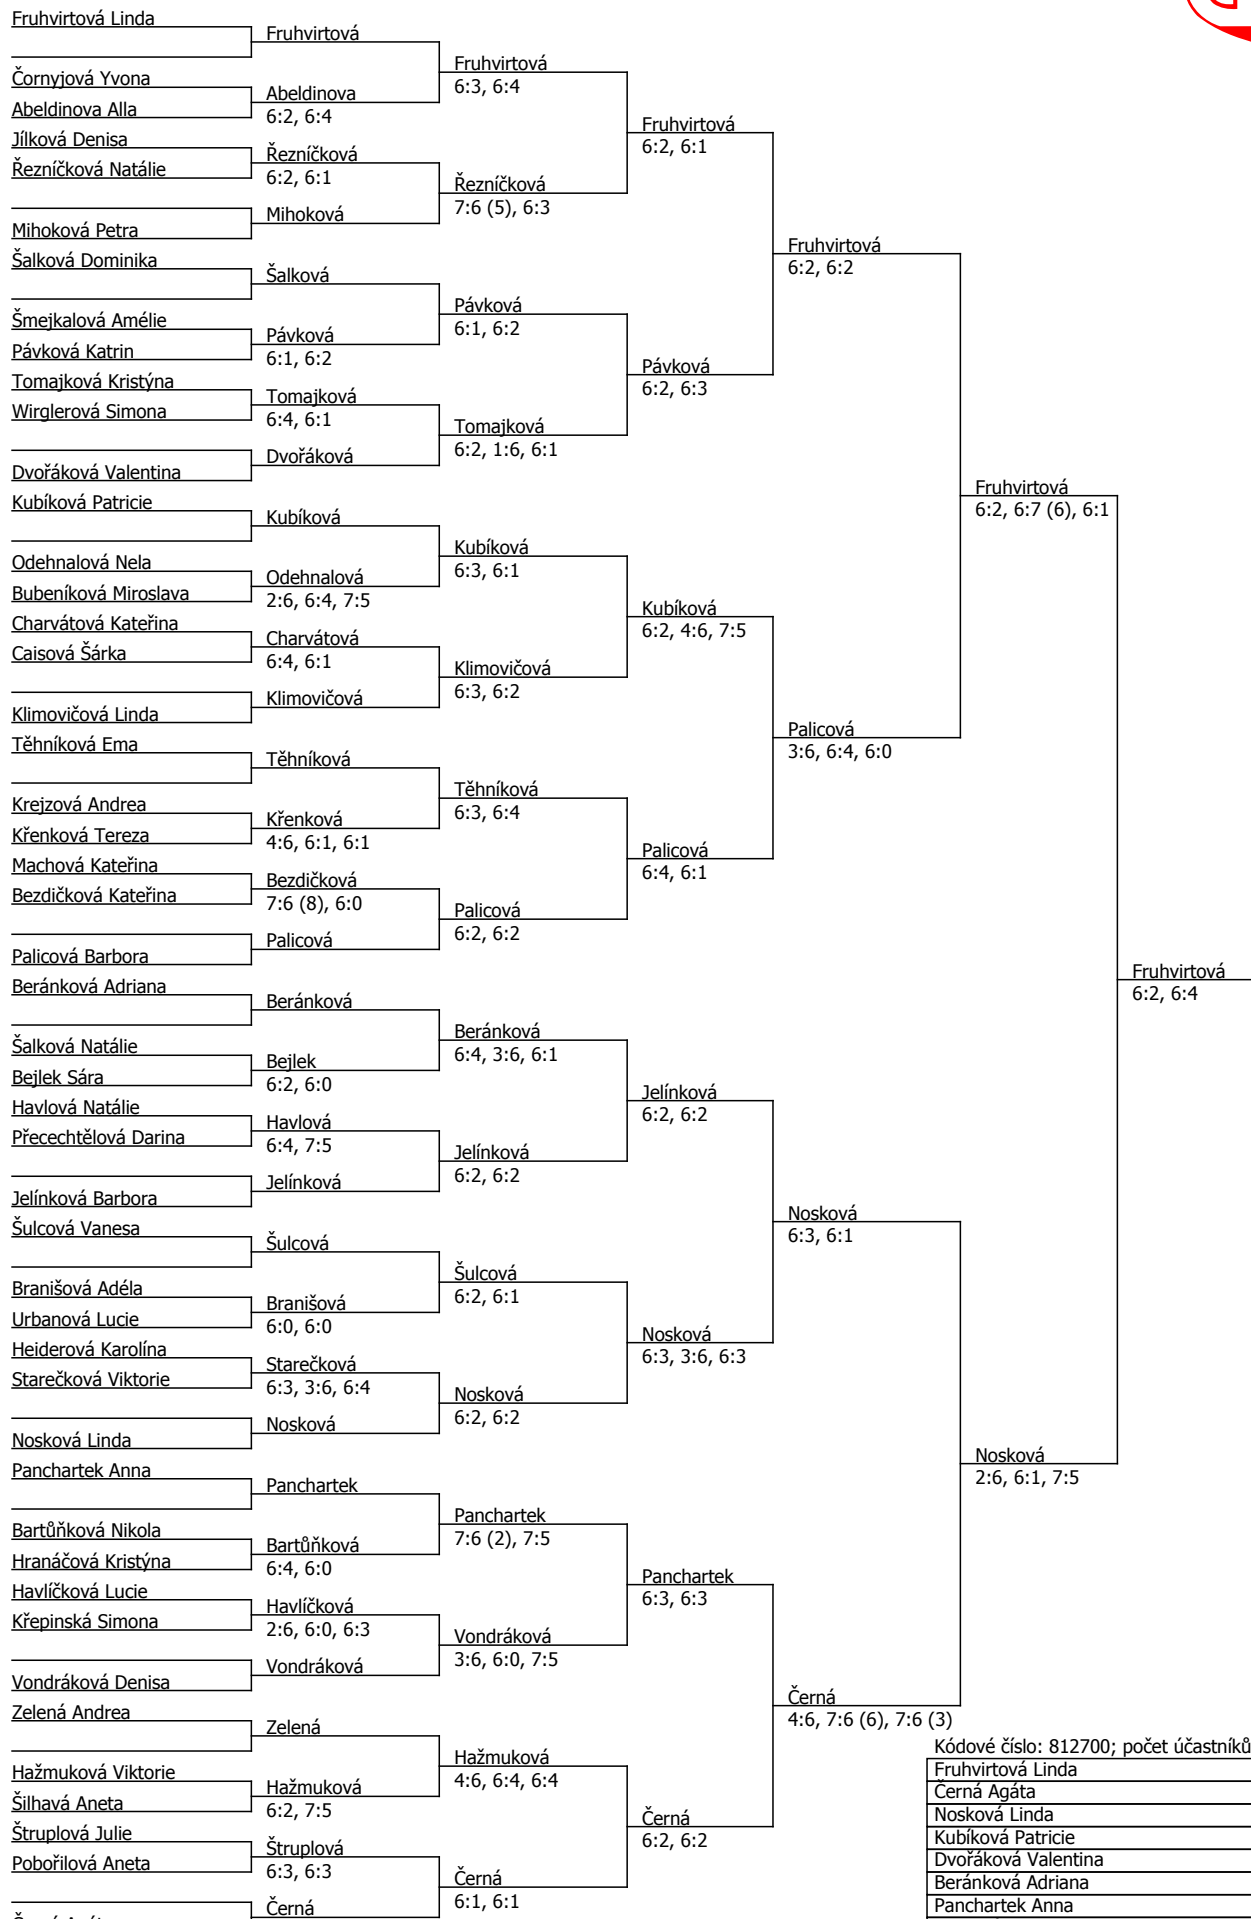 Fruhvirtová Linda
Čornyjová Yvona
Abeldinova Alla
Jílková Denisa
Řezníčková Natálie
Mihoková Petra
Šalková Dominika
Šmejkalová Amélie
Pávková Katrin
Tomajková Kristýna
Wirglerová Simona
Dvořáková Valentina
Kubíková Patricie
Odehnalová Nela
Bubeníková Miroslava
Charvátová Kateřina
Caisová Šárka
Klimovičová Linda
Těhníková Ema
Krejzová Andrea
Křenková Tereza
Machová Kateřina
Bezdičková Kateřina
Palicová Barbora
Beránková Adriana
Šalková Natálie
Bejlek Sára
Havlová Natálie
Přecechtělová Darina
Jelínková Barbora
Šulcová Vanesa
Branišová Adéla
Urbanová Lucie
Heiderová Karolína
Starečková Viktorie
Nosková Linda
Panchartek Anna
Bartůňková Nikola
Hranáčová Kristýna
Havlíčková Lucie
Křepinská Simona
Vondráková Denisa
Zelená Andrea
Hažmuková Viktorie
Šilhavá Aneta
Štruplová Julie
Pobořilová Aneta
Fruhvirtová
Abeldinova
6:2, 6:4
Řezníčková
6:2, 6:1
Mihoková
Šalková
Pávková
6:1, 6:2
Tomajková
6:4, 6:1
Dvořáková
Kubíková
Odehnalová
2:6, 6:4, 7:5
Charvátová
6:4, 6:1
Klimovičová
Těhníková
Křenková
4:6, 6:1, 6:1
Bezdičková
7:6 (8), 6:0
Palicová
Beránková
Bejlek
6:2, 6:0
Havlová
6:4, 7:5
Jelínková
Šulcová
Branišová
6:0, 6:0
Starečková
6:3, 3:6, 6:4
Nosková
Panchartek
Bartůňková
6:4, 6:0
Havlíčková
2:6, 6:0, 6:3
Vondráková
Zelená
Hažmuková
6:2, 7:5
Štruplová
6:3, 6:3
Černá
Fruhvirtová
6:3, 6:4
Řezníčková
7:6 (5), 6:3
Pávková
6:1, 6:2
Tomajková
6:2, 1:6, 6:1
Kubíková
6:3, 6:1
Klimovičová
6:3, 6:2
Těhníková
6:3, 6:4
Palicová
6:2, 6:2
Beránková
6:4, 3:6, 6:1
Jelínková
6:2, 6:2
Šulcová
6:2, 6:1
Nosková
6:2, 6:2
Panchartek
7:6 (2), 7:5
Vondráková
3:6, 6:0, 7:5
Hažmuková
4:6, 6:4, 6:4
Černá
6:1, 6:1
Fruhvirtová
6:2, 6:1
Pávková
6:2, 6:3
Kubíková
6:2, 4:6, 7:5
Palicová
6:4, 6:1
Jelínková
6:2, 6:2
Nosková
6:3, 3:6, 6:3
Panchartek
6:3, 6:3
Černá
6:2, 6:2
Fruhvirtová
6:2, 6:2
Palicová
3:6, 6:4, 6:0
Nosková
6:3, 6:1
Černá
4:6, 7:6 (6), 7:6 (3)
Fruhvirtová
6:2, 6:7 (6), 6:1
Nosková
2:6, 6:1, 7:5
Fruhvirtová
6:2, 6:4
Kódové číslo: 812700; počet účastníků
Fruhvirtová Linda
Černá Agáta
Nosková Linda
Kubíková Patricie
Dvořáková Valentina
Beránková Adriana
Panchartek Anna